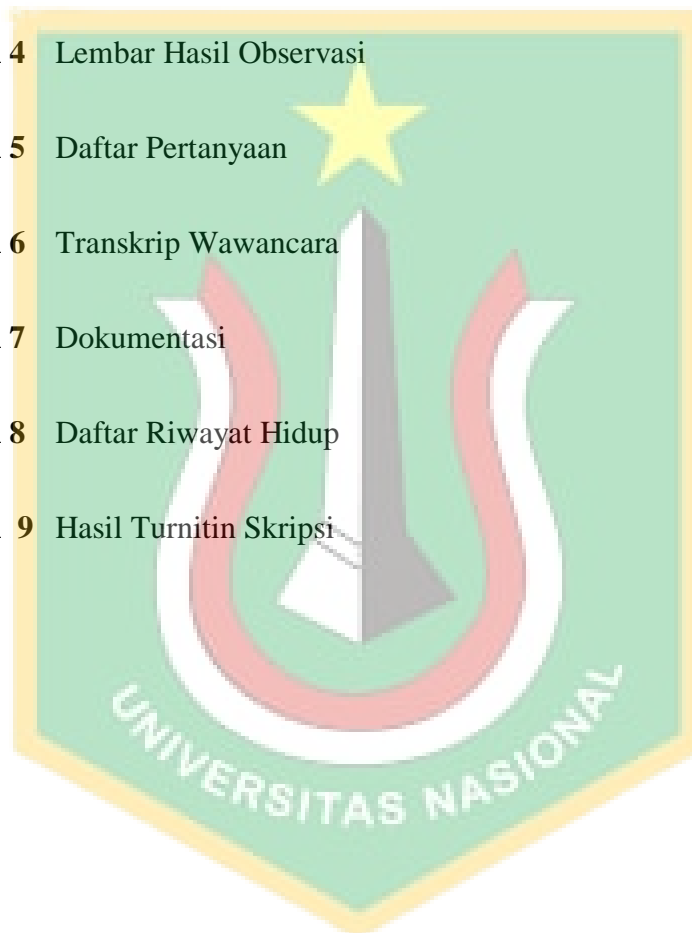 4 Lembar Hasil Observasi
5 Daftar Pertanyaan
6 Transkrip Wawancara
7 Dokumentasi
8 Daftar Riwayat Hidup
9 Hasil Turnitin Skripsi
UNIVERSITAS NASIONAL